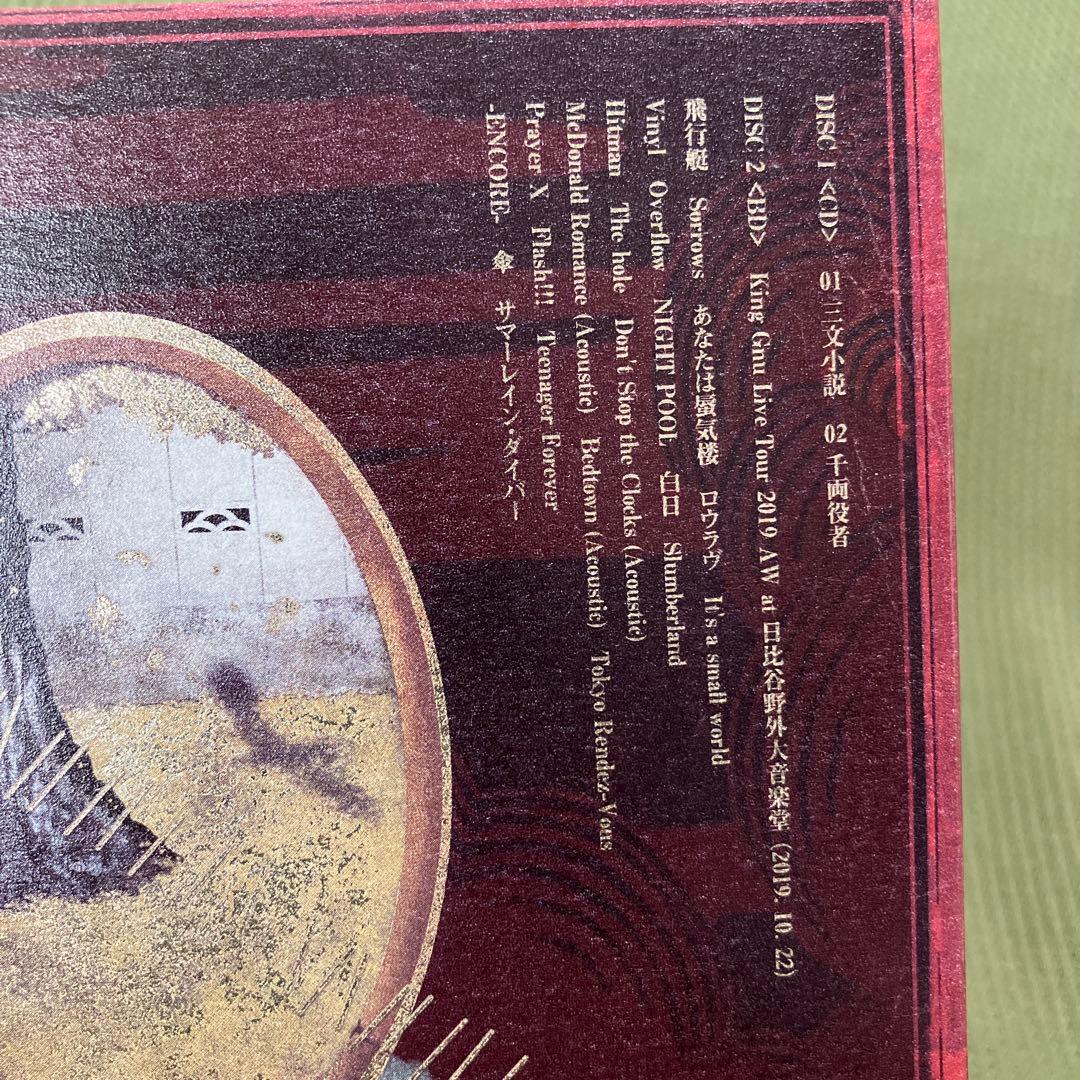 DISC 1 <CD> 01 三文小説 02 千両役者
DISC 2 <BD> King Gnu Live Tour 2019 AW at 日比谷野外大音楽堂 (2019. 10. 22)
飛行艇 Sorrows あなたは蜃気楼 ロウラヴ It's a small world
Vinyl Overflow NIGHT POOL 白日 Slumberland
Hitman The hole Don't Stop the Clocks (Acoustic)
McDonald Romance (Acoustic) Bedtown (Acoustic) Tokyo Rendez-Vous
Prayer X Flash!!! Teenager Forever
-ENCORE- 傘 サマーレイン・ダイバー